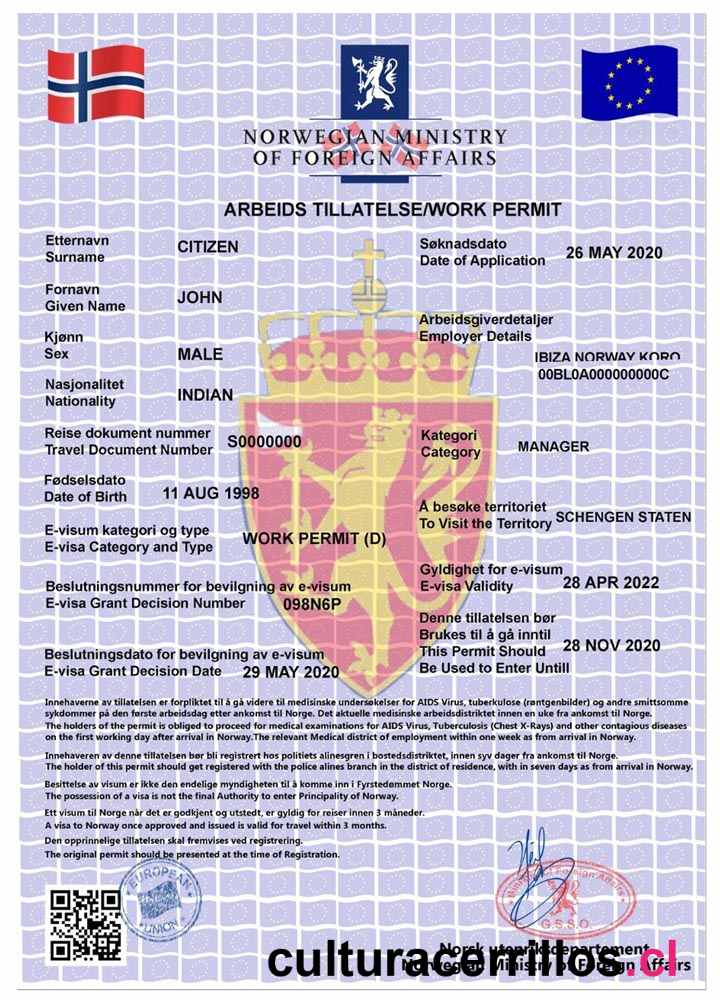 NORWEGIAN MINISTRY
OF FOREIGN AFFAIRS
ARBEIDS TILLATELSE/WORK PERMIT
Etternavn
Surname
CITIZEN
Søknadsdato
Date of Application
26 MAY 2020
Fornavn
Given Name
JOHN
Arbeidsgiverdetaljer
Employer Details
Kjønn
Sex
MALE
IBIZA NORWAY KORO
00BL0A000000000C
Nasjonalitet
Nationality
INDIAN
Reise dokument nummer
Travel Document Number
S0000000
Kategori
Category
MANAGER
Fødselsdato
Date of Birth
11 AUG 1998
Å besøke territoriet
To Visit the Territory
SCHENGEN STATEN
E-visum kategori og type
E-visa Category and Type
WORK PERMIT (D)
Gyldighet for e-visum
E-visa Validity
28 APR 2022
Beslutningsnummer for bevilgning av e-visum
E-visa Grant Decision Number
098N6P
Denne tillatelsen bør
Brukes til å gå inntil
This Permit Should
Be Used to Enter Untill
28 NOV 2020
Beslutningsdato for bevilgning av e-visum
E-visa Grant Decision Date
29 MAY 2020
Innehaverne av tillatelsen er forpliktet til å gå videre til medisinske undersøkelser for AIDS Virus, tuberkulose (røntgenbilder) og andre smittsomme
sykdommer på den første arbeidsdag etter ankomst til Norge. Det aktuelle medisinske arbeidsdistriktet innen en uke fra ankomst til Norge.
The holders of the permit is obliged to proceed for medical examinations for AIDS Virus, Tuberculosis (Chest X-Rays) and other contagious diseases
on the first working day after arrival in Norway.The relevant Medical district of employment within one week as from arrival in Norway.
Innehaveren av denne tillatelsen bør bli registrert hos politiets alinesgren i bostedsdistriktet, innen syv dager fra ankomst til Norge.
The holder of this permit should get registered with the police alines branch in the district of residence, with in seven days as from arrival in Norway.
Besittelse av visum er ikke den endelige myndigheten til å komme inn i Fyrstedømmet Norge.
The possession of a visa is not the final Authority to enter Principality of Norway.
Ett visum til Norge når det er godkjent og utstedt, er gyldig for reiser innen 3 måneder.
A visa to Norway once approved and issued is valid for travel within 3 months.
Den opprinnelige tillatelsen skal fremvises ved registrering.
The original permit should be presented at the time of Registration.
EUROPEAN
UNION
Ministry of Foreign Affairs
G.S.S.O.
Norsk utenriksdepartement
Norwegian Ministry of Foreign Affairs
culturacerrillos.cl